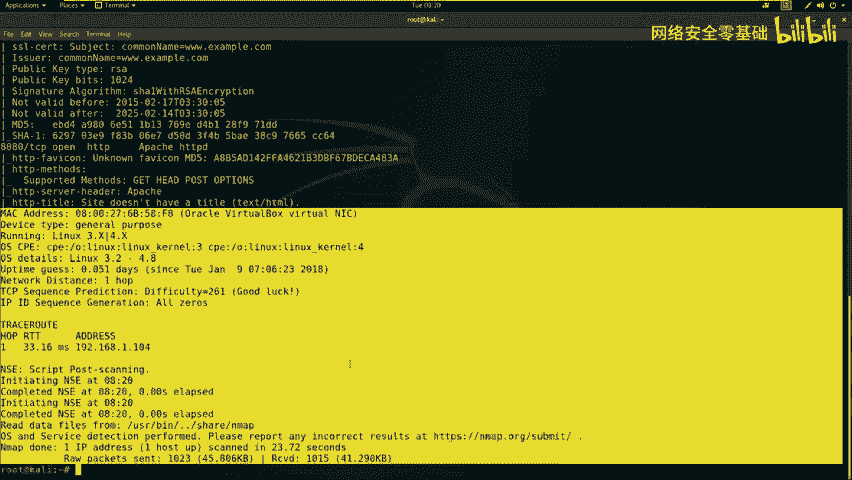 Applications Places Terminal Tue 08:20
root@kali: ~
File Edit View Search Terminal Help
网络安全零基础 bilibili
| ssl-cert: Subject: commonName=www.example.com
| Issuer: commonName=www.example.com
| Public Key type: rsa
| Public Key bits: 1024
| Signature Algorithm: sha1WithRSAEncryption
| Not valid before: 2015-02-17T03:30:05
| Not valid after:  2025-02-14T03:30:05
| MD5:   ebd4 a980 6e51 1b13 769e d4b1 28f9 71dd
|_SHA-1: 6297 03e9 f83b 06e7 d50d 3f4b 5bae 38c9 7665 cc64
8080/tcp open  http     Apache httpd
|_http-favicon: Unknown favicon MD5: A8B5AD142FFA4621B3DBF67BDECA483A
| http-methods:
|_  Supported Methods: GET HEAD POST OPTIONS
|_http-server-header: Apache
|_http-title: Site doesn't have a title (text/html).
MAC Address: 08:00:27:6B:58:F8 (Oracle VirtualBox virtual NIC)
Device type: general purpose
Running: Linux 3.X|4.X
OS CPE: cpe:/o:linux:linux_kernel:3 cpe:/o:linux:linux_kernel:4
OS details: Linux 3.2 - 4.8
Uptime guess: 0.051 days (since Tue Jan  9 07:06:23 2018)
Network Distance: 1 hop
TCP Sequence Prediction: Difficulty=261 (Good luck!)
IP ID Sequence Generation: All zeros
TRACEROUTE
HOP RTT      ADDRESS
1   33.16 ms 192.168.1.104
NSE: Script Post-scanning.
Initiating NSE at 08:20
Completed NSE at 08:20, 0.00s elapsed
Initiating NSE at 08:20
Completed NSE at 08:20, 0.00s elapsed
Read data files from: /usr/bin/../share/nmap
OS and Service detection performed. Please report any incorrect results at https://nmap.org/submit/ .
Nmap done: 1 IP address (1 host up) scanned in 23.72 seconds
Raw packets sent: 1023 (45.806KB) | Rcvd: 1015 (41.290KB)
root@kali:~#